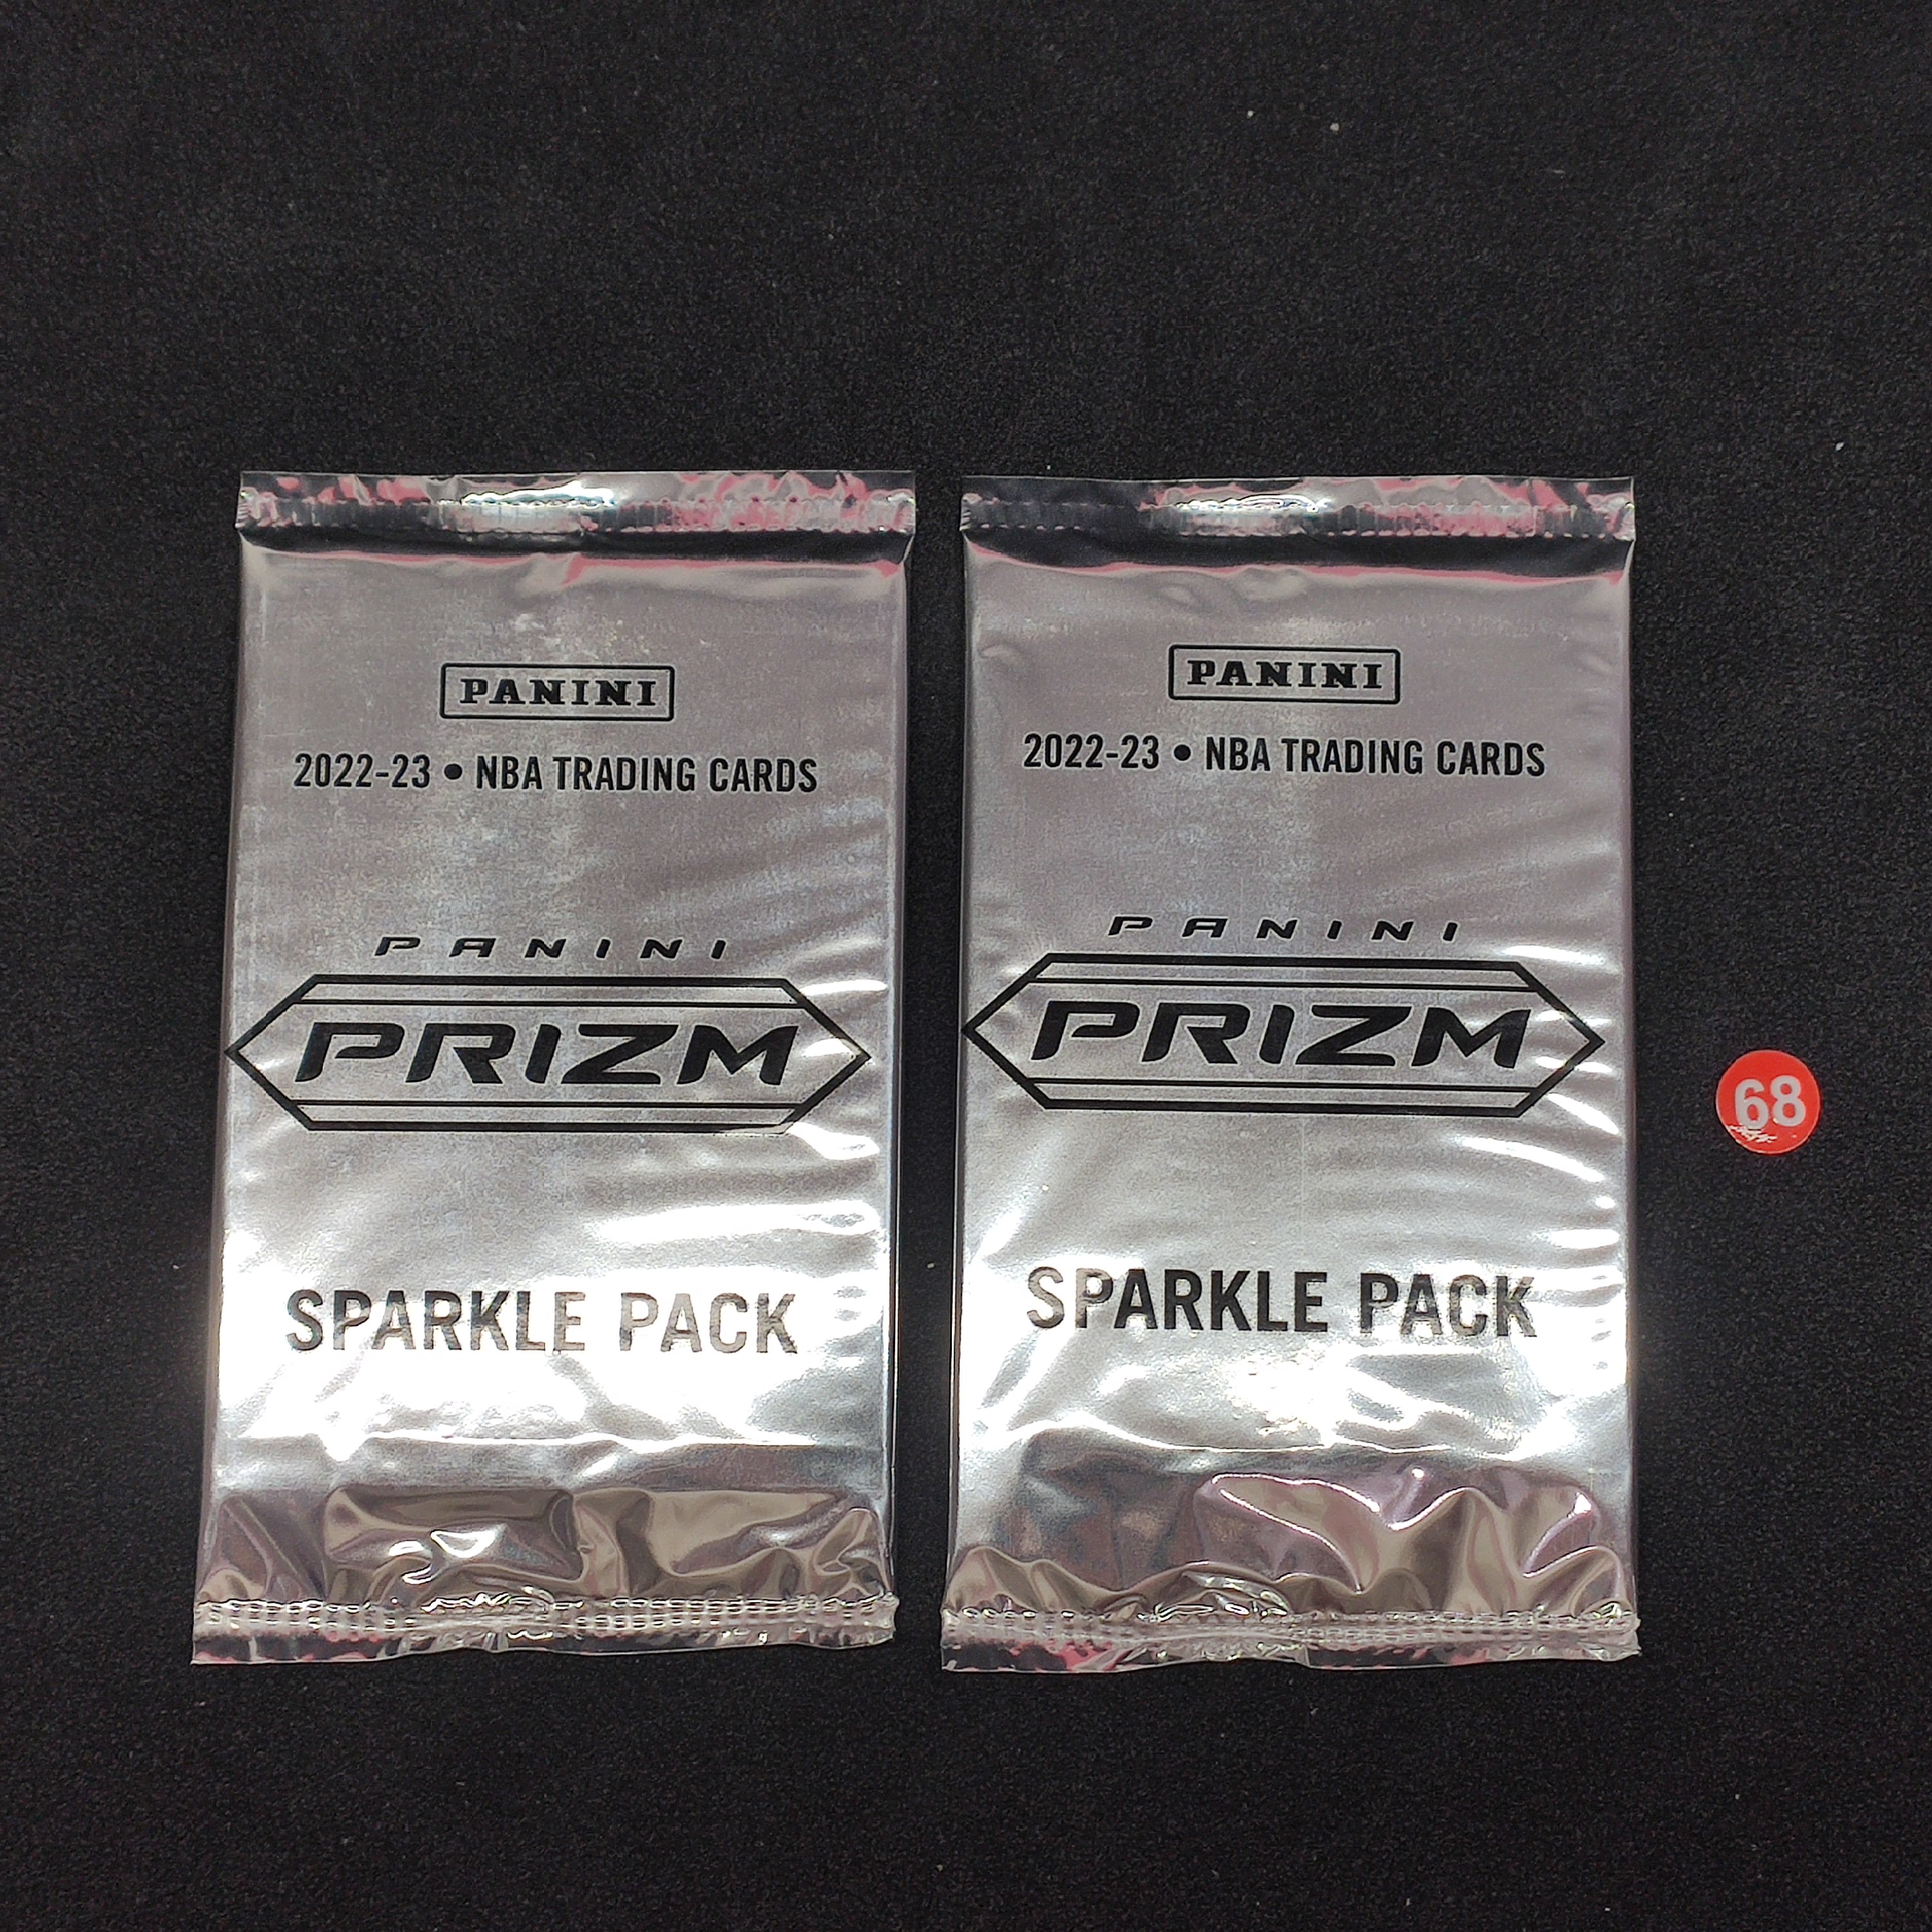 PANINI
2022-23 • NBA TRADING CARDS
PANINI
PRIZM
SPARKLE PACK
PANINI
2022-23 • NBA TRADING CARDS
PANINI
PRIZM
SPARKLE PACK
68